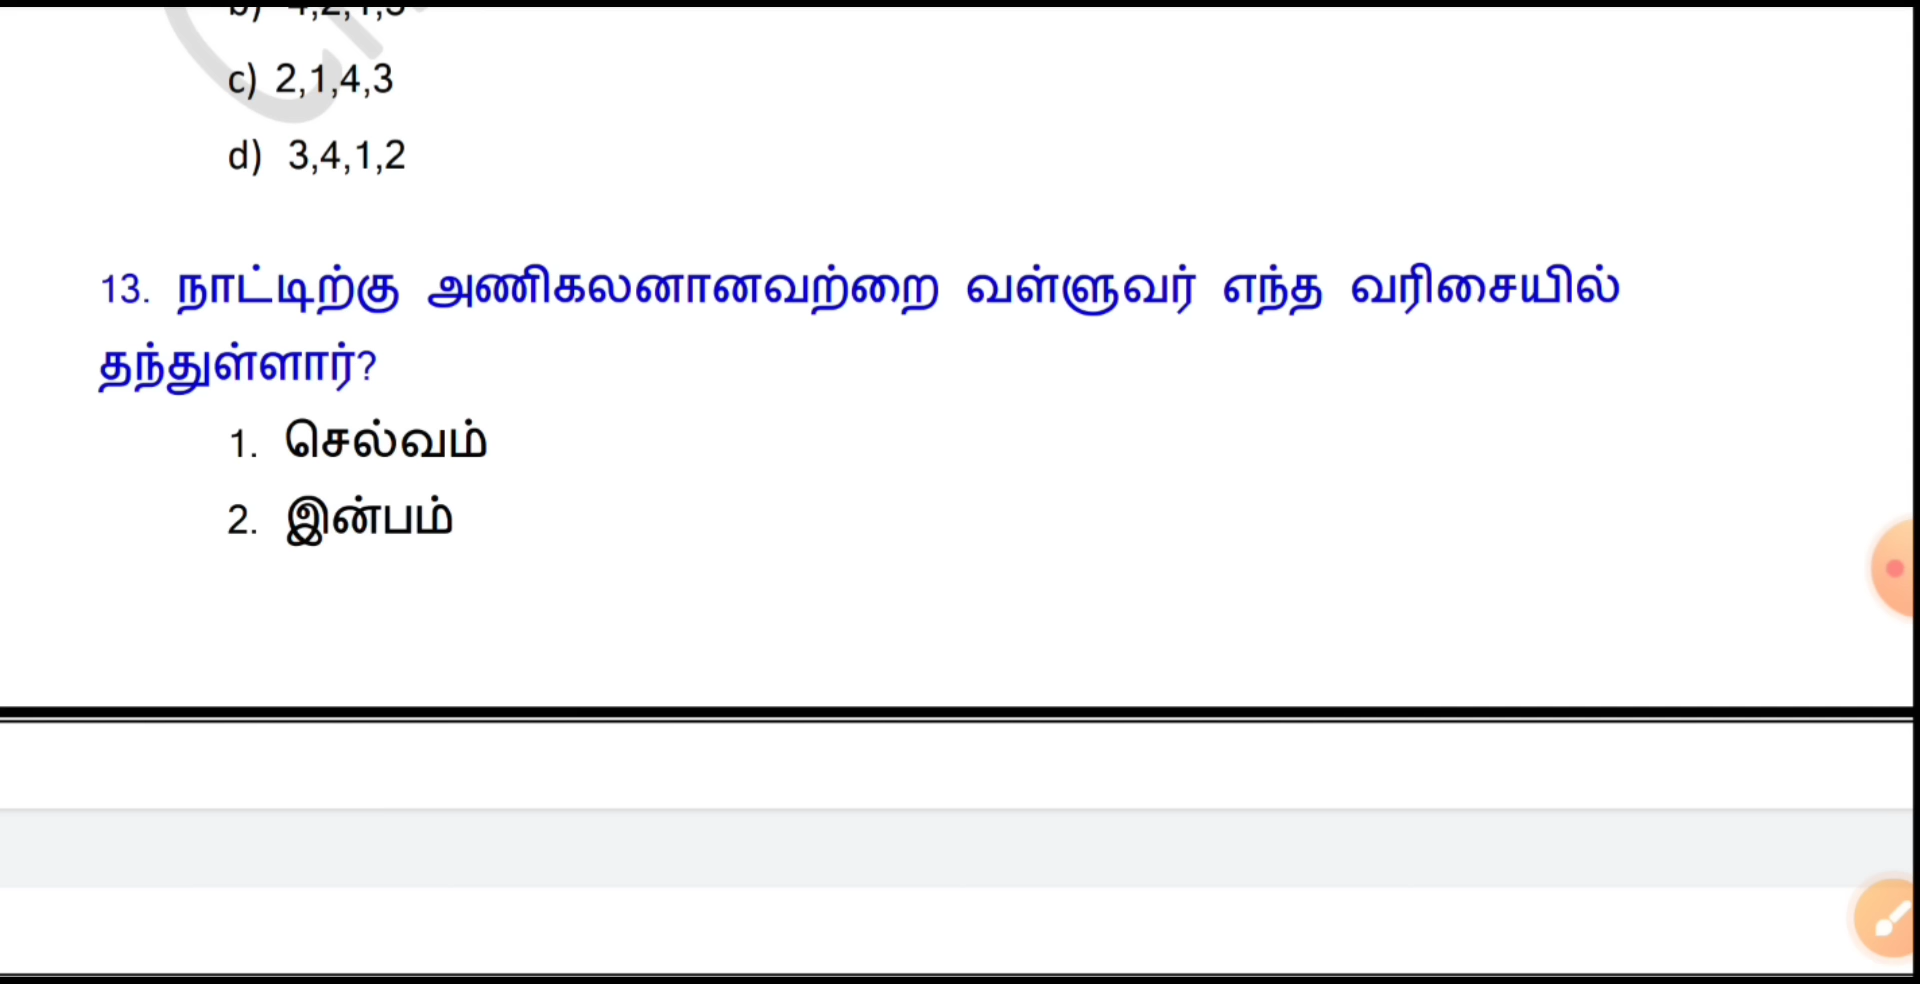 c) 2,1,4,3
d) 3,4,1,2
13. நாட்டிற்கு அணிகலனானவற்றை வள்ளுவர் எந்த வரிசையில்
தந்துள்ளார்?
1. செல்வம்
2. இன்பம்